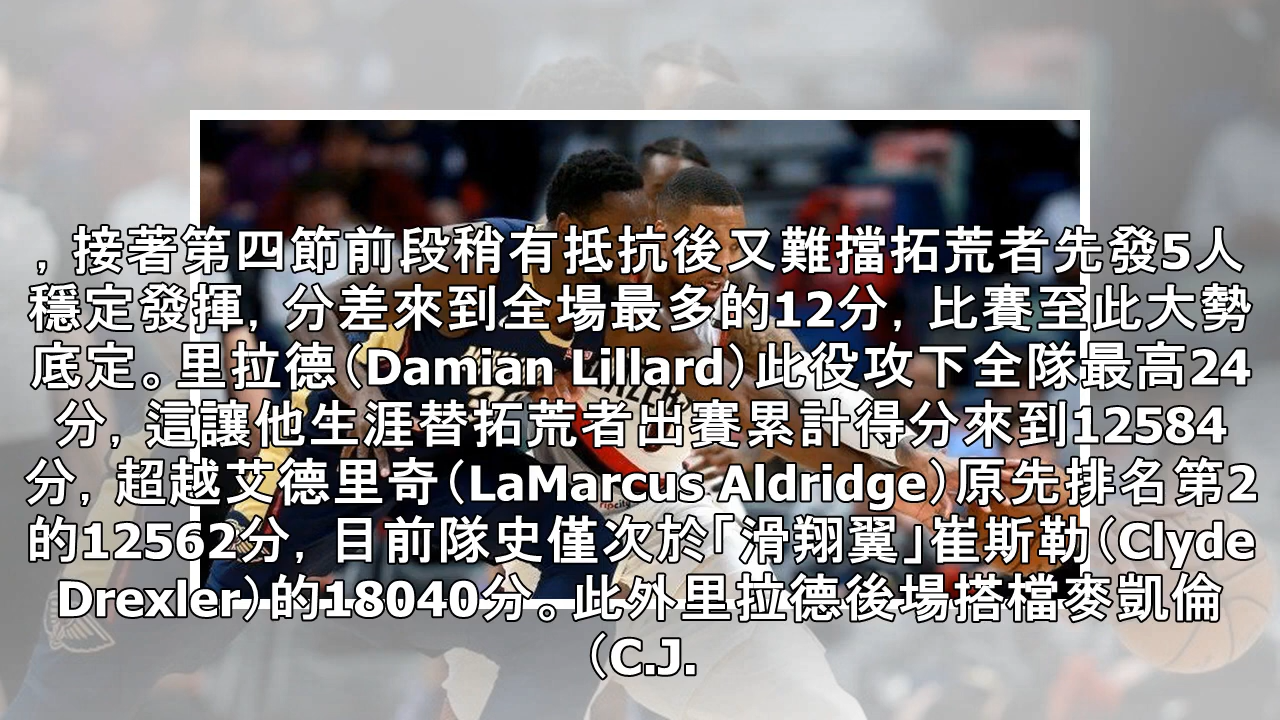 ，接著第四節前段稍有抵抗後又難擋拓荒者先發5人
穩定發揮，分差來到全場最多的12分，比賽至此大勢
底定。里拉德（Damian Lillard）此役攻下全隊最高24
分，這讓他生涯替拓荒者出賽累計得分來到12584
分，超越艾德里奇（LaMarcus Aldridge）原先排名第2
的12562分，目前隊史僅次於「滑翔翼」崔斯勒（Clyde
Drexler）的18040分。此外里拉德後場搭檔麥凱倫
（C.J.
ripcity